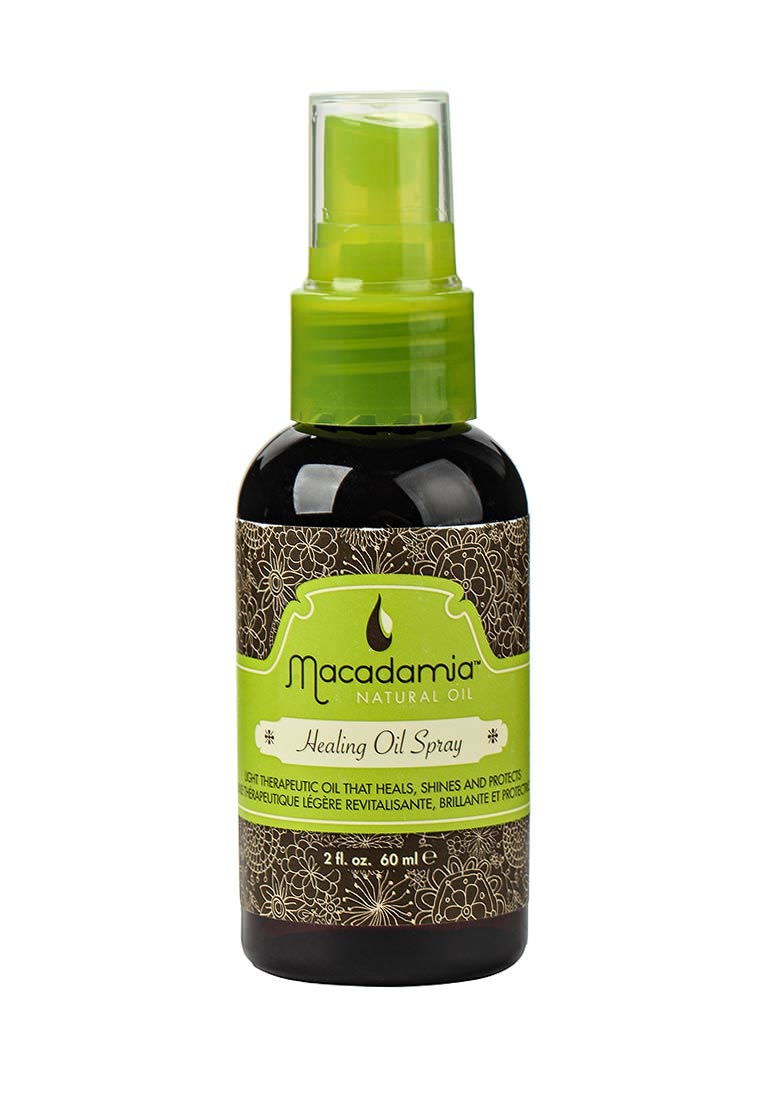 Macadamia™
NATURAL OIL
Healing Oil Spray
LIGHT THERAPEUTIC OIL THAT HEALS, SHINES AND PROTECTS
THÉRAPEUTIQUE LÉGÈRE REVITALISANTE, BRILLANTE ET
2 fl. oz. 60 ml ℮